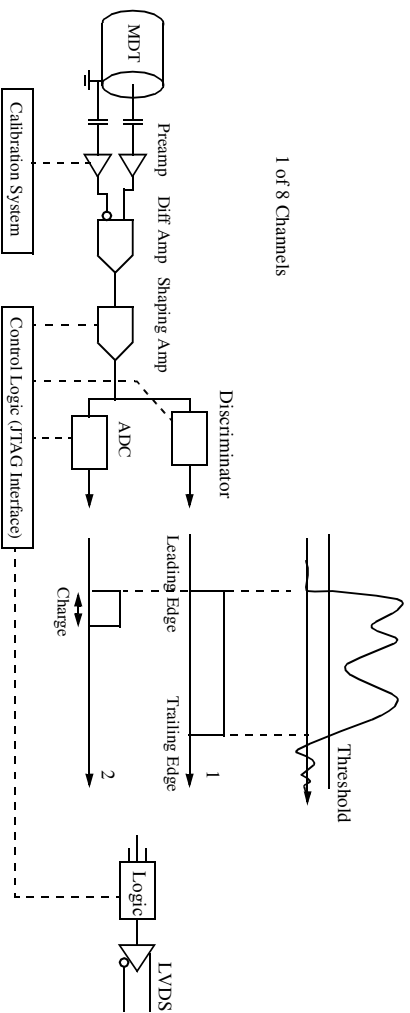 1 of 8 Channels
Threshold
Discriminator
1
MDT
Preamp
Diff Amp
Shaping Amp
ADC
Leading Edge
Trailing Edge
LVDS
Logic
2
Charge
Calibration System
Control Logic (JTAG Interface)